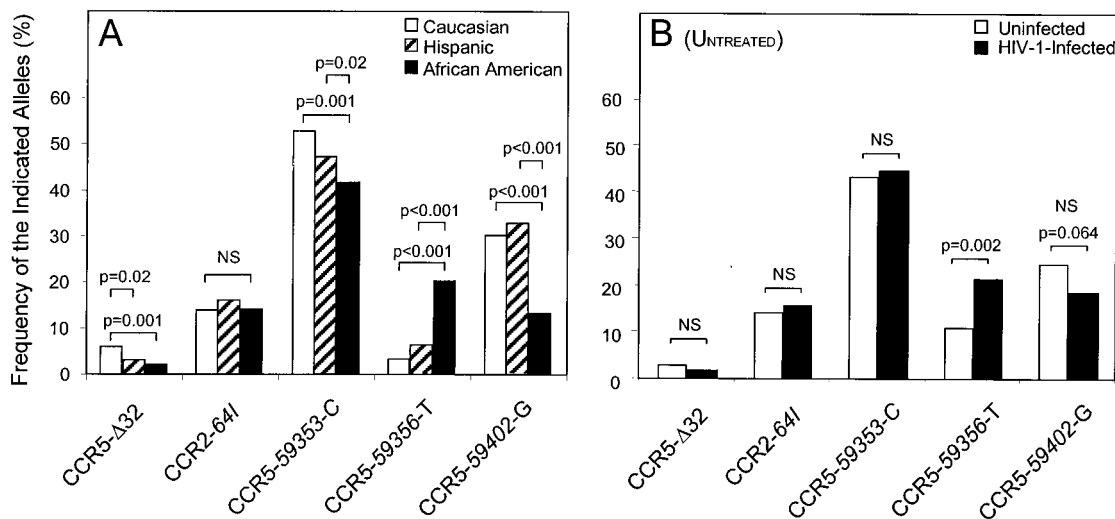 A
Caucasian
Hispanic
African American
Frequency of the Indicated Alleles (%)
60
50
40
30
20
10
0
p=0.02
p=0.001
NS
p=0.02
p=0.001
p<0.001
p<0.001
p<0.001
p<0.001
CCR5-Δ32
CCR2-64I
CCR5-59353-C
CCR5-59356-T
CCR5-59402-G
B (UNTREATED)
Uninfected
HIV-1-Infected
60
50
40
30
20
10
0
NS
NS
NS
p=0.002
NS
p=0.064
CCR5-Δ32
CCR2-64I
CCR5-59353-C
CCR5-59356-T
CCR5-59402-G